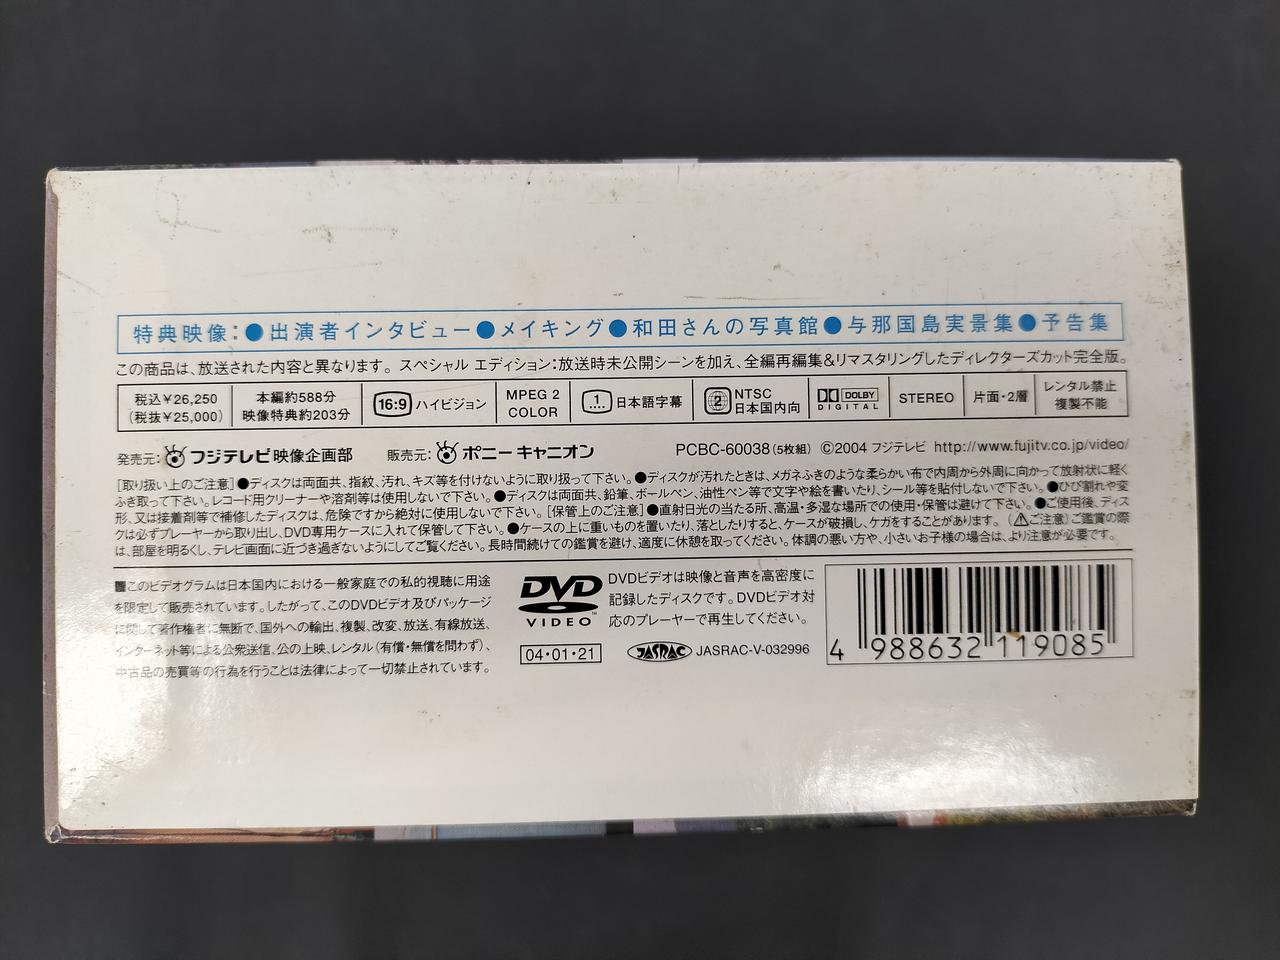 特典映像：●出演者インタビュー●メイキング●和田さんの写真館●与那国島実景集●予告集
この商品は、放送された内容と異なります。スペシャル エディション：放送時未公開シーンを加え、全編再編集&リマスタリングしたディレクターズカット完全版。
税込¥26,250 (税抜¥25,000)
本編約588分 映像特典約203分
16:9 ハイビジョン
MPEG 2 COLOR
1 日本語字幕
2 NTSC 日本国内向
DOLBY DIGITAL
STEREO
片面・2層
レンタル禁止 複製不能
発売元：フジテレビ映像企画部 販売元：ポニーキャニオン PCBC-60038(5枚組) ©2004 フジテレビ http://www.fujitv.co.jp/video/
[取り扱い上のご注意]●ディスクは両面共、指紋、汚れ、キズ等を付けないように取り扱って下さい。●ディスクが汚れたときは、メガネふきのような柔らかい布で内周から外周に向かって放射状に軽く
ふき取って下さい。レコード用クリーナーや溶剤等は使用しないで下さい。●ディスクは両面共、鉛筆、ボールペン、油性ペン等で文字や絵を書いたり、シール等を貼付しないで下さい。●ひび割れや変
形、又は接着剤等で補修したディスクは、危険ですから絶対に使用しないで下さい。[保管上のご注意]●直射日光の当たる所、高温・多湿な場所での使用・保管は避けて下さい。●ご使用後、ディス
クは必ずプレーヤーから取り出し、DVD専用ケースに入れて保管して下さい。●ケースの上に重いものを置いたり、落としたりすると、ケースが破損し、ケガをすることがあります。(⚠ご注意)ご鑑賞の際
は、部屋を明るくし、テレビ画面に近づき過ぎないようにしてご覧ください。長時間続けての鑑賞を避け、適度に休憩を取ってください。体調の悪い方や、小さいお子様の場合は、より注意が必要です。
■このビデオグラムは日本国内における一般家庭での私的視聴に用途
を限定して販売されています。したがって、このDVDビデオ及びパッケージ
に関して著作権者に無断で、国外への輸出、複製、改変、放送、有線放送、
インターネット等による公衆送信、公の上映、レンタル(有償・無償を問わず)、
中古品の売買等の行為を行うことは法律によって一切禁止されています。
DVD VIDEO™
DVDビデオは映像と音声を高密度に
記録したディスクです。DVDビデオ対
応のプレーヤーで再生してください。
04・01・21
JASRAC JASRAC-V-032996
4 988632 119085